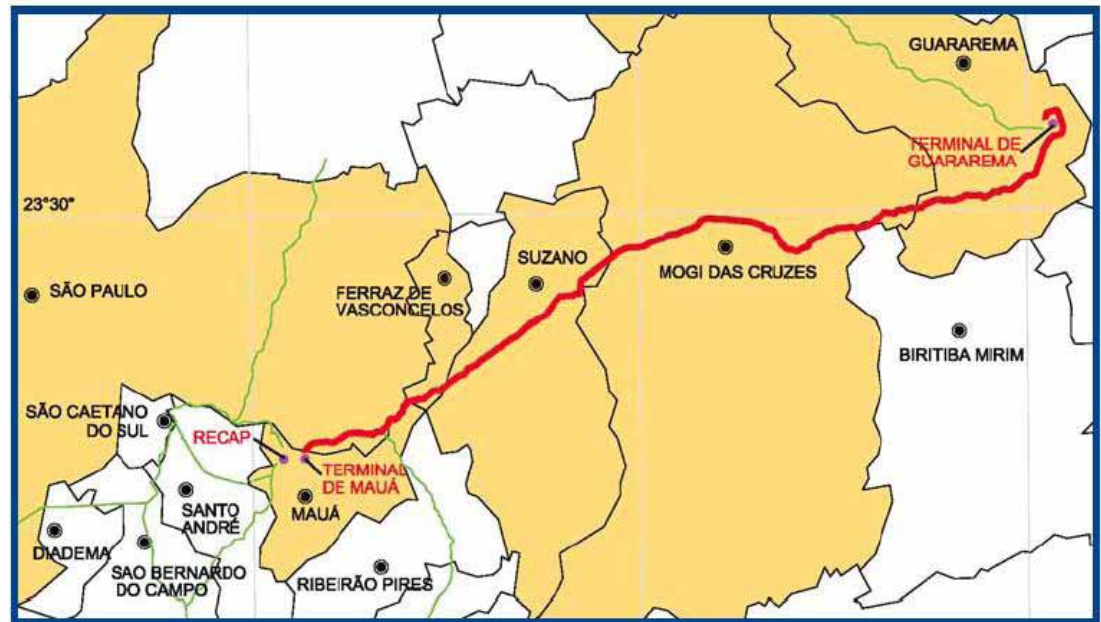 GUARAREMA
TERMINAL DE
GUARAREMA
23°30"
SUZANO
MOGI DAS CRUZES
SÃO PAULO
FERRAZ DE
VASCONCELOS
BIRITIBA MIRIM
SÃO CAETANO
DO SUL
RECAP
TERMINAL
DE MAUÁ
SANTO
ANDRÉ
MAUÁ
DIADEMA
SAO BERNARDO
DO CAMPO
RIBEIRÃO PIRES